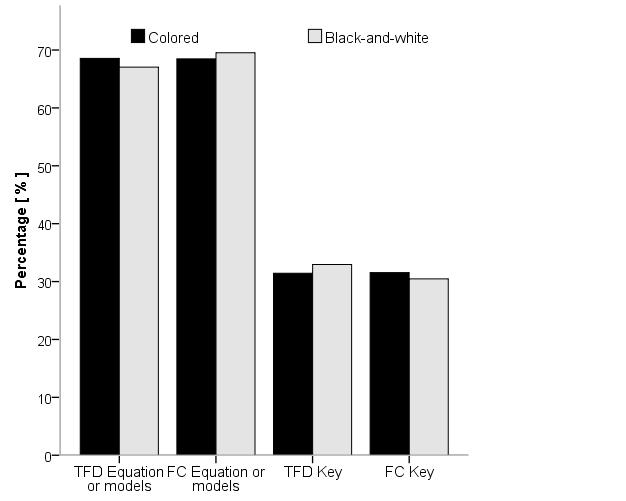 Colored
Black-and-white
Percentage [ % ]
70
60
50
40
30
20
10
0
TFD Equation
or models
FC Equation or
models
TFD Key
FC Key